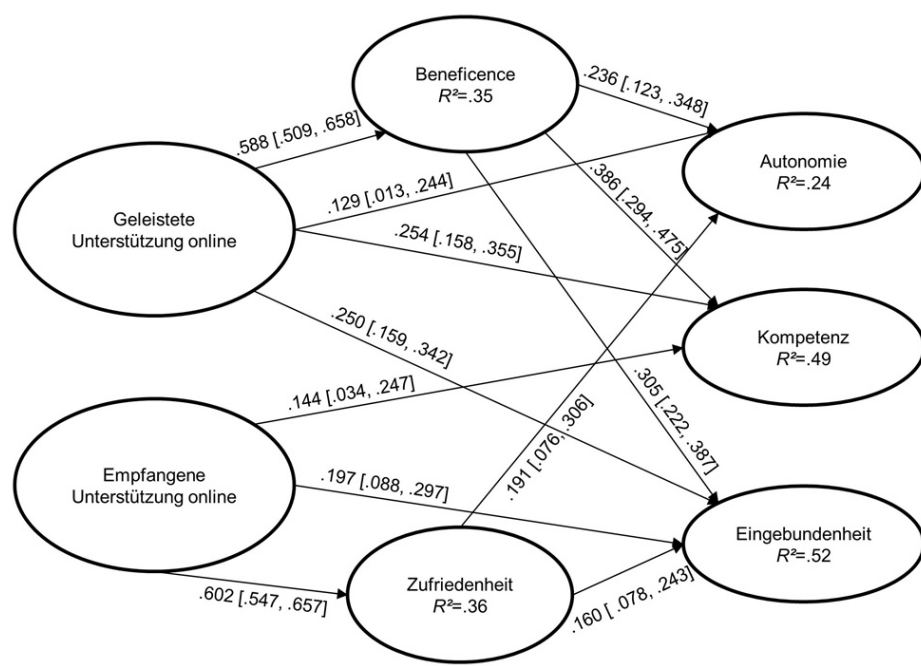 Beneficence
R²=.35
.236 [.123, .348]
.588 [.509, .658]
Autonomie
R²=.24
.129 [.013, .244]
.386 [.294, .475]
Geleistete
Unterstützung online
.254 [.158, .355]
.250 [.159, .342]
Kompetenz
R²=.49
.144 [.034, .247]
.305 [.222, .387]
.191 [.076, .306]
Empfangene
Unterstützung online
.197 [.088, .297]
Eingebundenheit
R²=.52
.602 [.547, .657]
Zufriedenheit
R²=.36
.160 [ .078, .243]